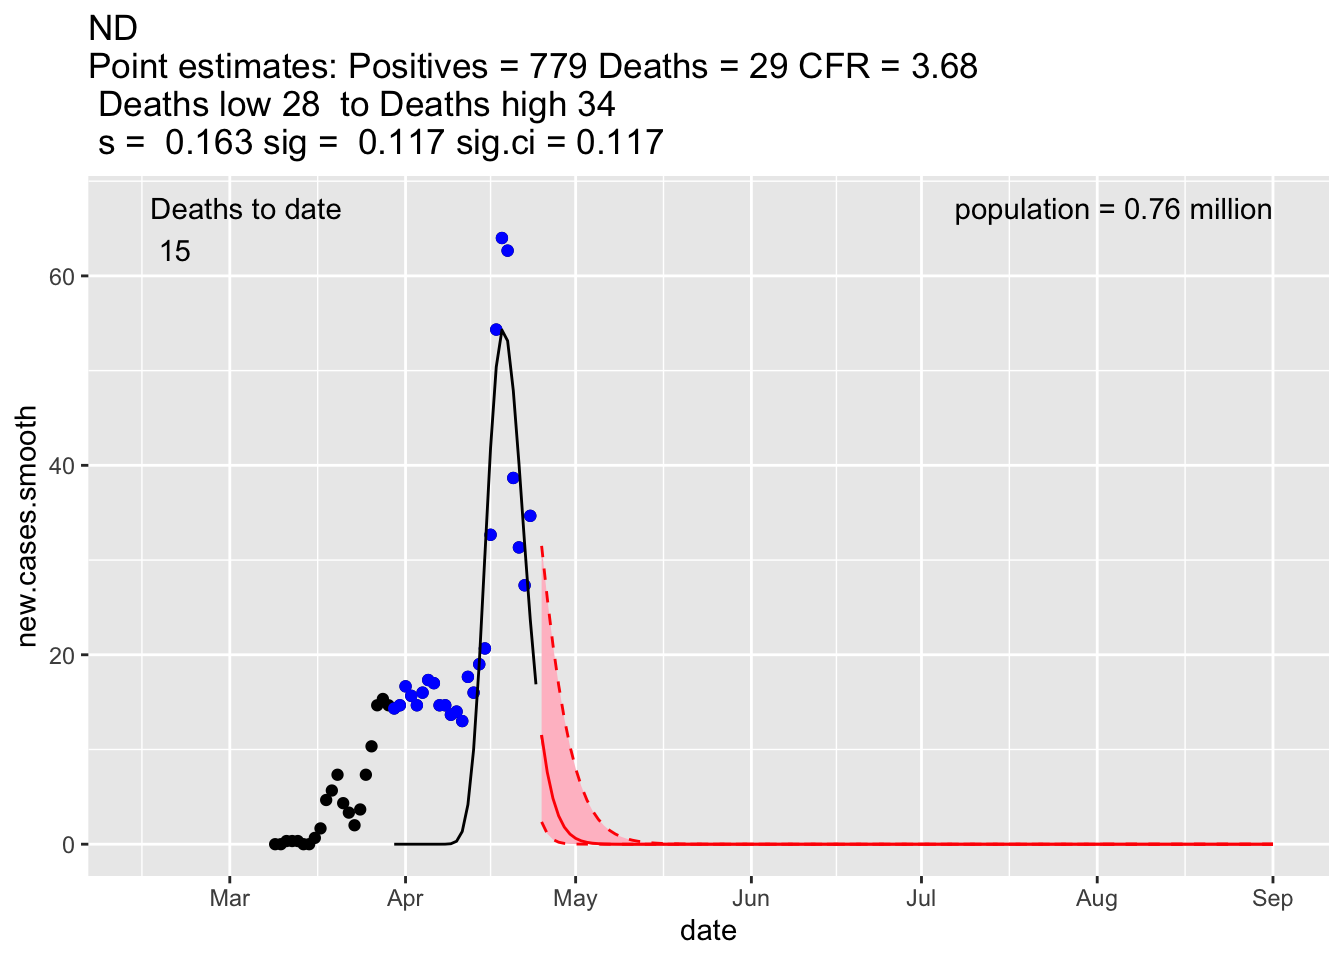 ND
Point estimates: Positives = 779 Deaths = 29 CFR = 3.68
Deaths low 28  to Deaths high 34
s =  0.163 sig =  0.117 sig.ci = 0.117
Deaths to date
15
population = 0.76 million
60
40
20
0
new.cases.smooth
Mar Apr May Jun Jul Aug Sep
date